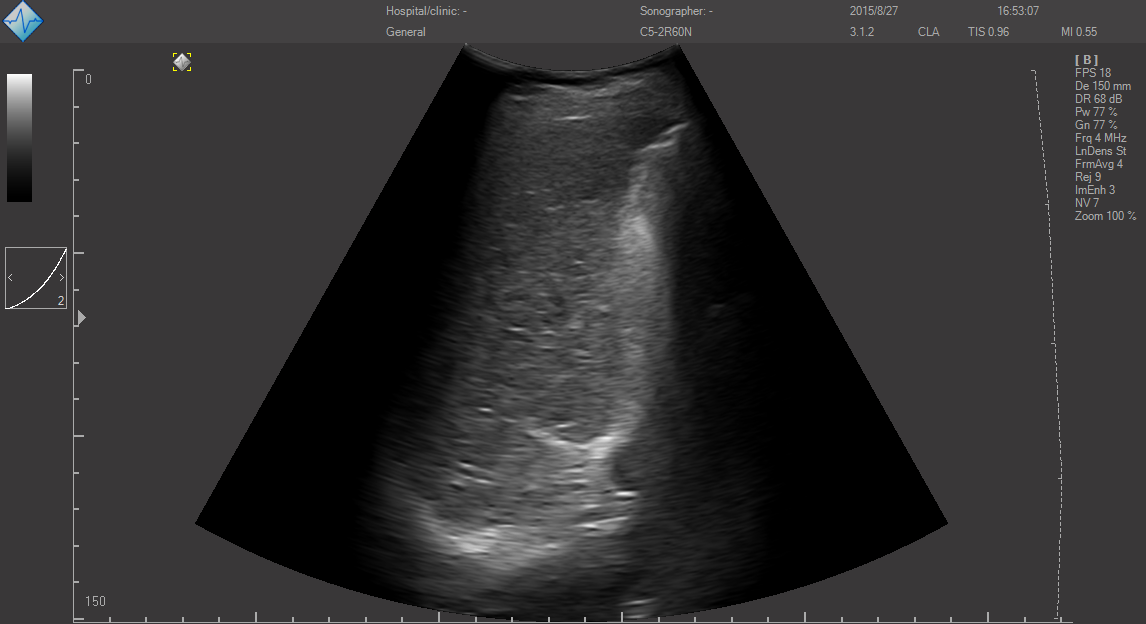 Hospital/clinic: - Sonographer: - 2015/8/27 16:53:07
General C5-2R60N 3.1.2 CLA TIS 0.96 MI 0.55
[ B ]
FPS 18
De 150 mm
DR 68 dB
Pw 77 %
Gn 77 %
Frq 4 MHz
LnDens St
FrmAvg 4
Rej 9
ImEnh 3
NV 7
Zoom 100 %
0
2
150